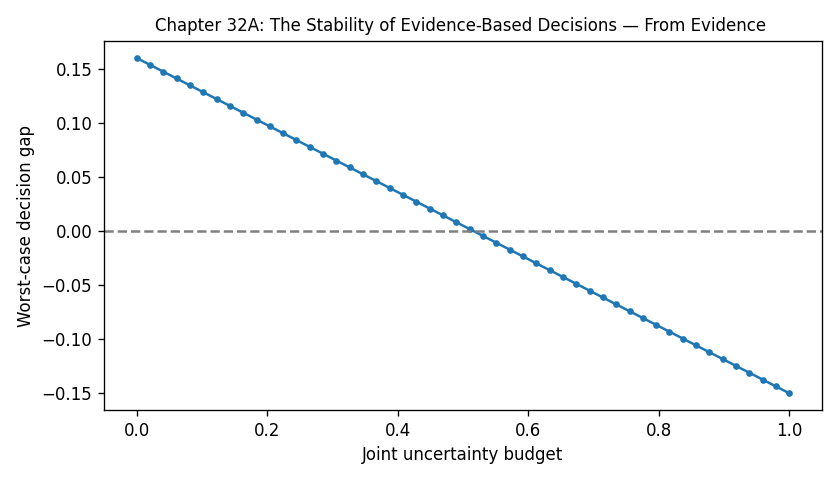 Chapter 32A: The Stability of Evidence-Based Decisions — From Evidence
Worst-case decision gap
0.15
0.10
0.05
0.00
−0.05
−0.10
−0.15
0.0 0.2 0.4 0.6 0.8 1.0
Joint uncertainty budget